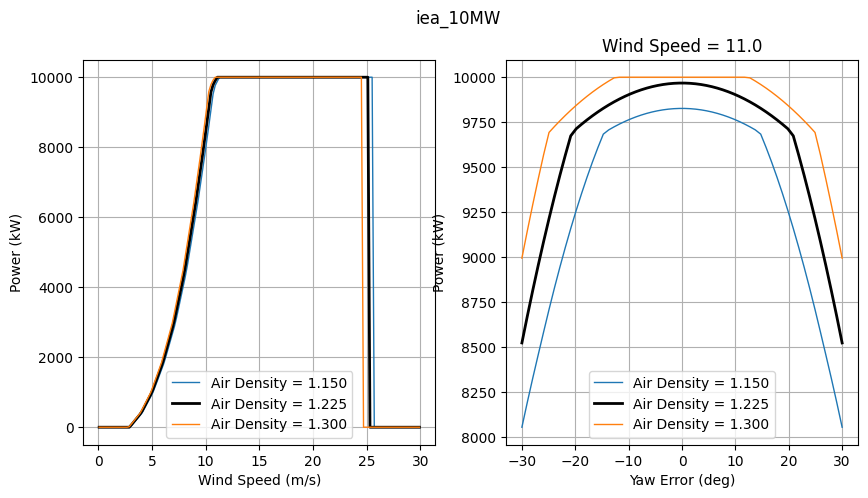 iea_10MW
Power (kW)
10000
8000
6000
4000
2000
0
0
5
10
15
20
25
30
Wind Speed (m/s)
Air Density = 1.150
Air Density = 1.225
Air Density = 1.300
Wind Speed = 11.0
Power (kW)
10000
9750
9500
9250
9000
8750
8500
8250
8000
−30
−20
−10
0
10
20
30
Yaw Error (deg)
Air Density = 1.150
Air Density = 1.225
Air Density = 1.300